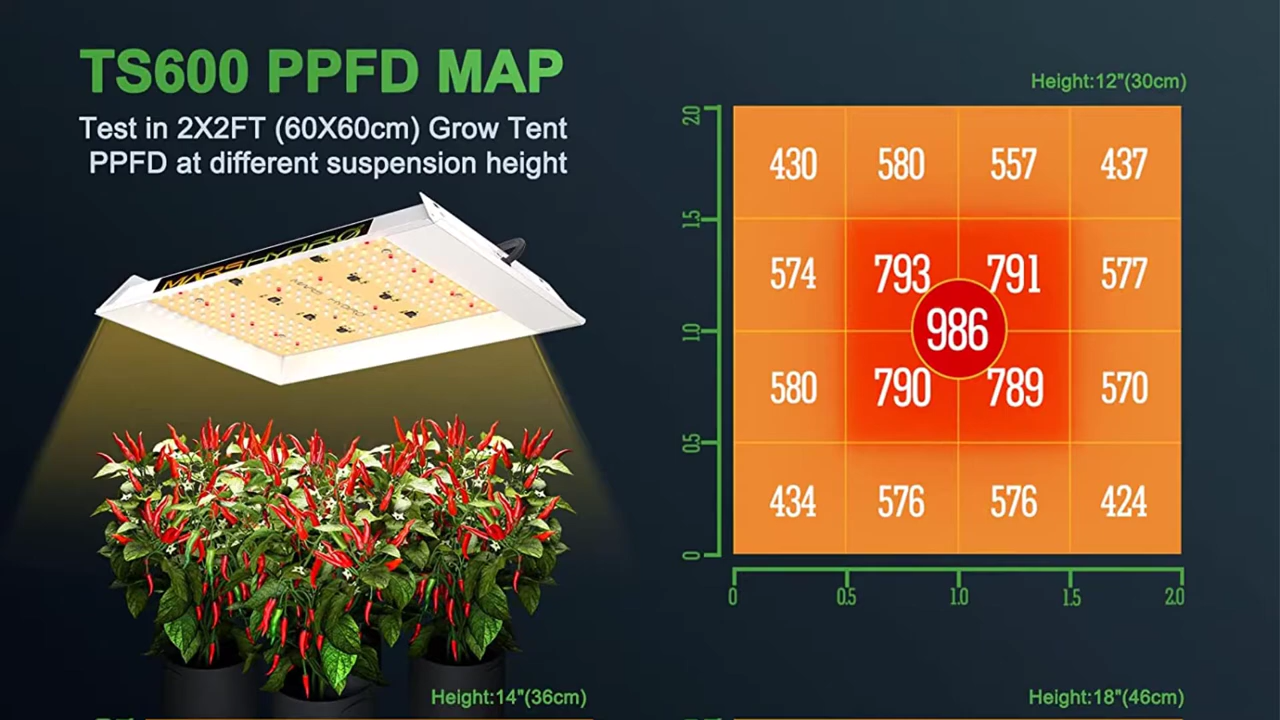 TS600 PPFD MAP
Test in 2X2FT (60X60cm) Grow Tent
PPFD at different suspension height
MARS HYDRO
Height:12"(30cm)
2.0
1.5
1.0
0.5
0
430 580 557 437
574 793 791 577
986
580 790 789 570
434 576 576 424
0 0.5 1.0 1.5 2.0
Height:14"(36cm)
Height:18"(46cm)